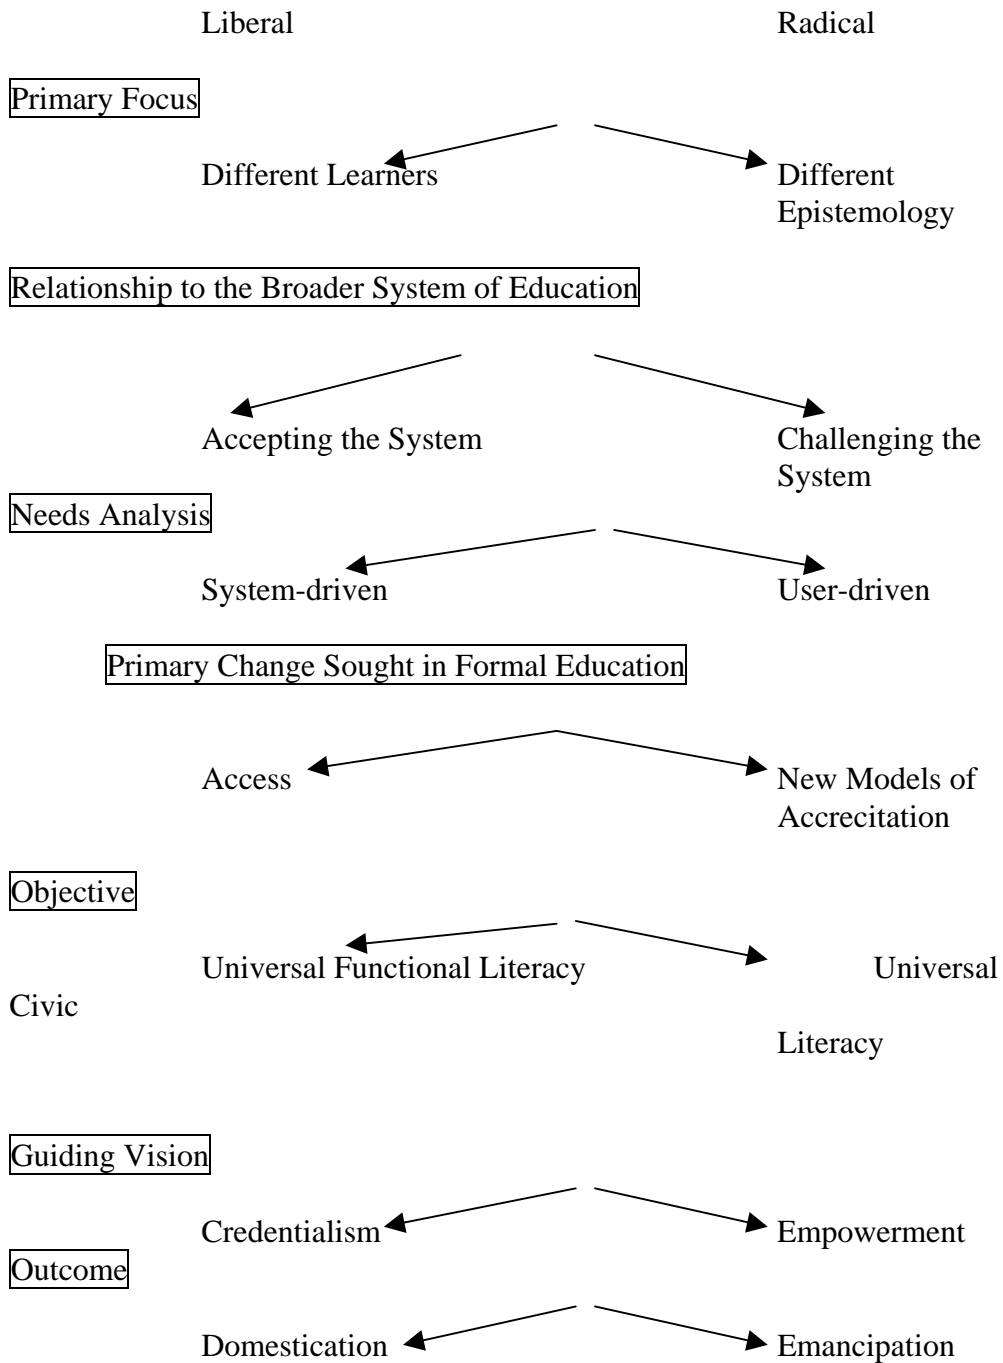 Liberal Radical
Primary Focus
Different Learners Different
Epistemology
Relationship to the Broader System of Education
Accepting the System Challenging the
System
Needs Analysis
System-driven User-driven
Primary Change Sought in Formal Education
Access New Models of
Accrecitation
Objective
Universal Functional Literacy Universal
Civic
Literacy
Guiding Vision
Credentialism Empowerment
Outcome
Domestication Emancipation